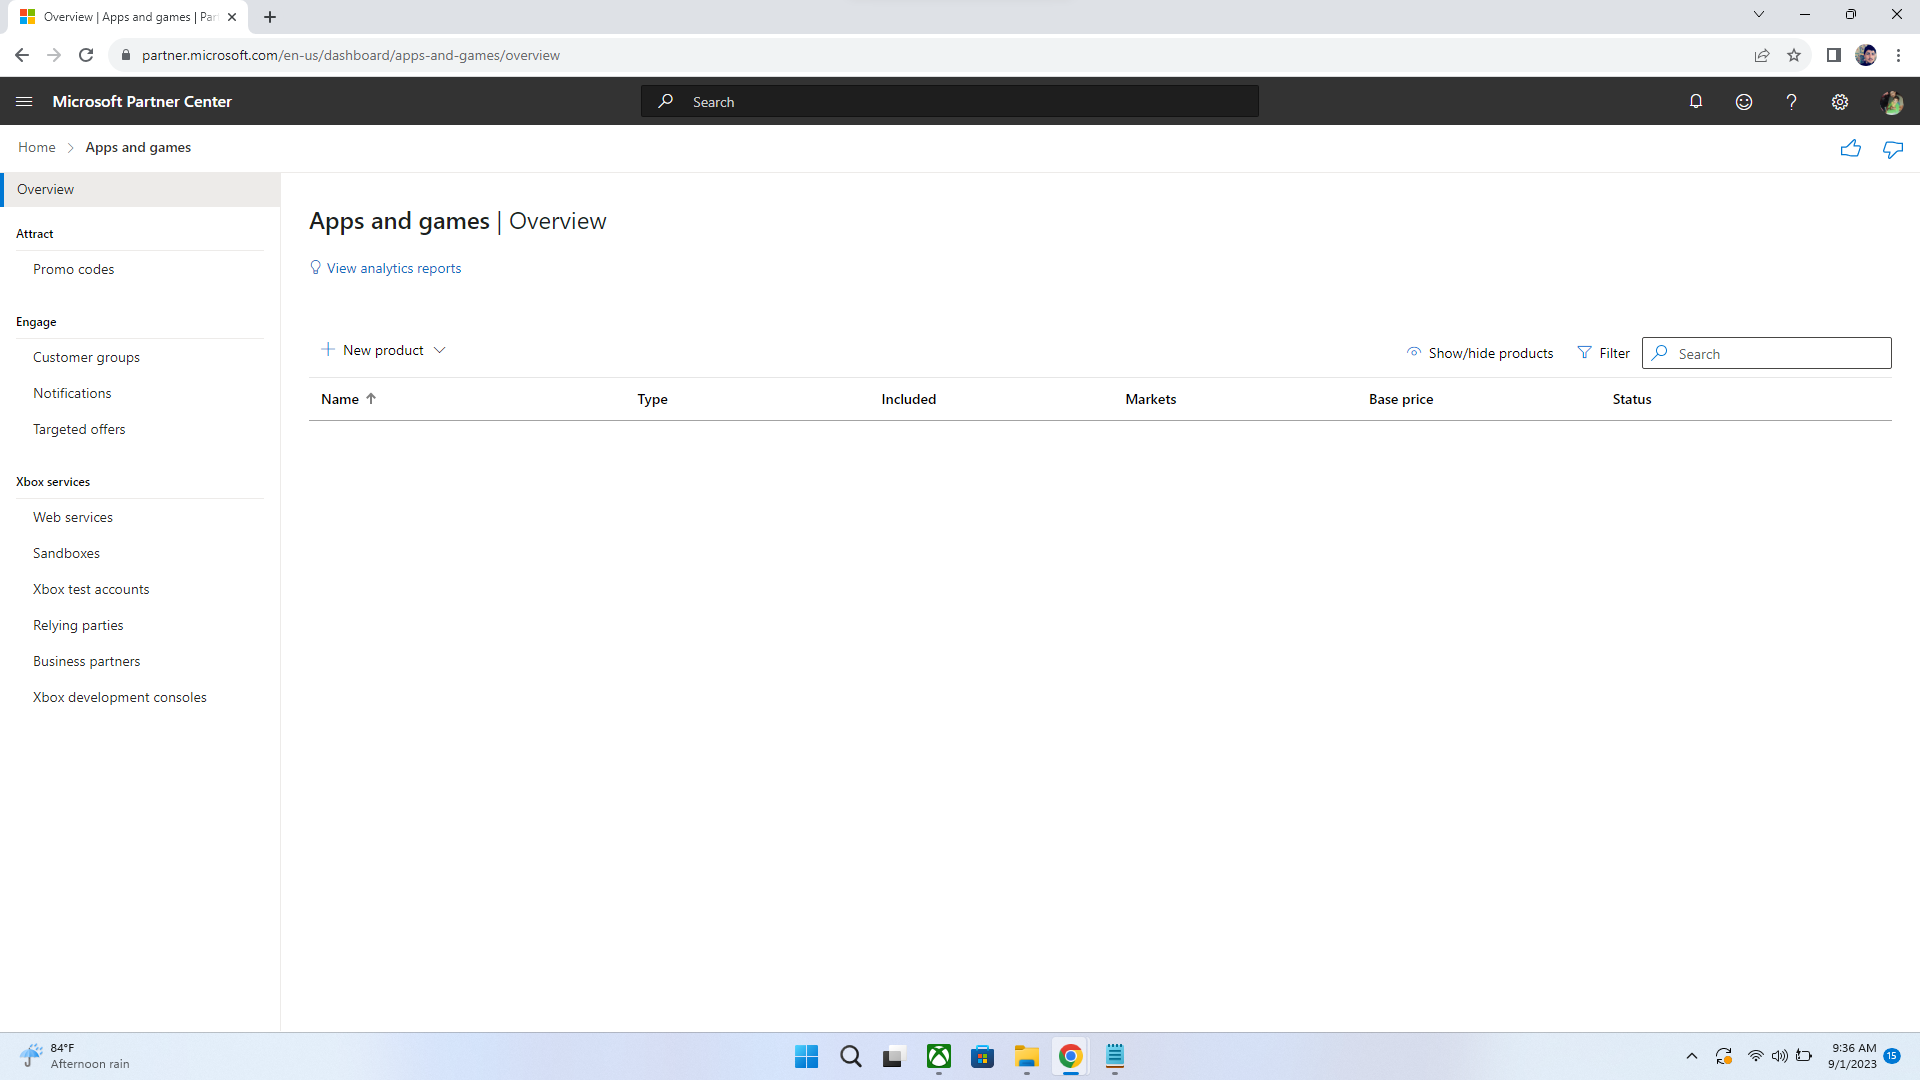 Overview | Apps and games | Par
partner.microsoft.com/en-us/dashboard/apps-and-games/overview
Microsoft Partner Center
Search
Home
Apps and games
Overview
Attract
Promo codes
Engage
Customer groups
Notifications
Targeted offers
Xbox services
Web services
Sandboxes
Xbox test accounts
Relying parties
Business partners
Xbox development consoles
Apps and games | Overview
View analytics reports
New product
Show/hide products
Filter
Search
Name
Type
Included
Markets
Base price
Status
84°F
Afternoon rain
9:36 AM
9/1/2023
15